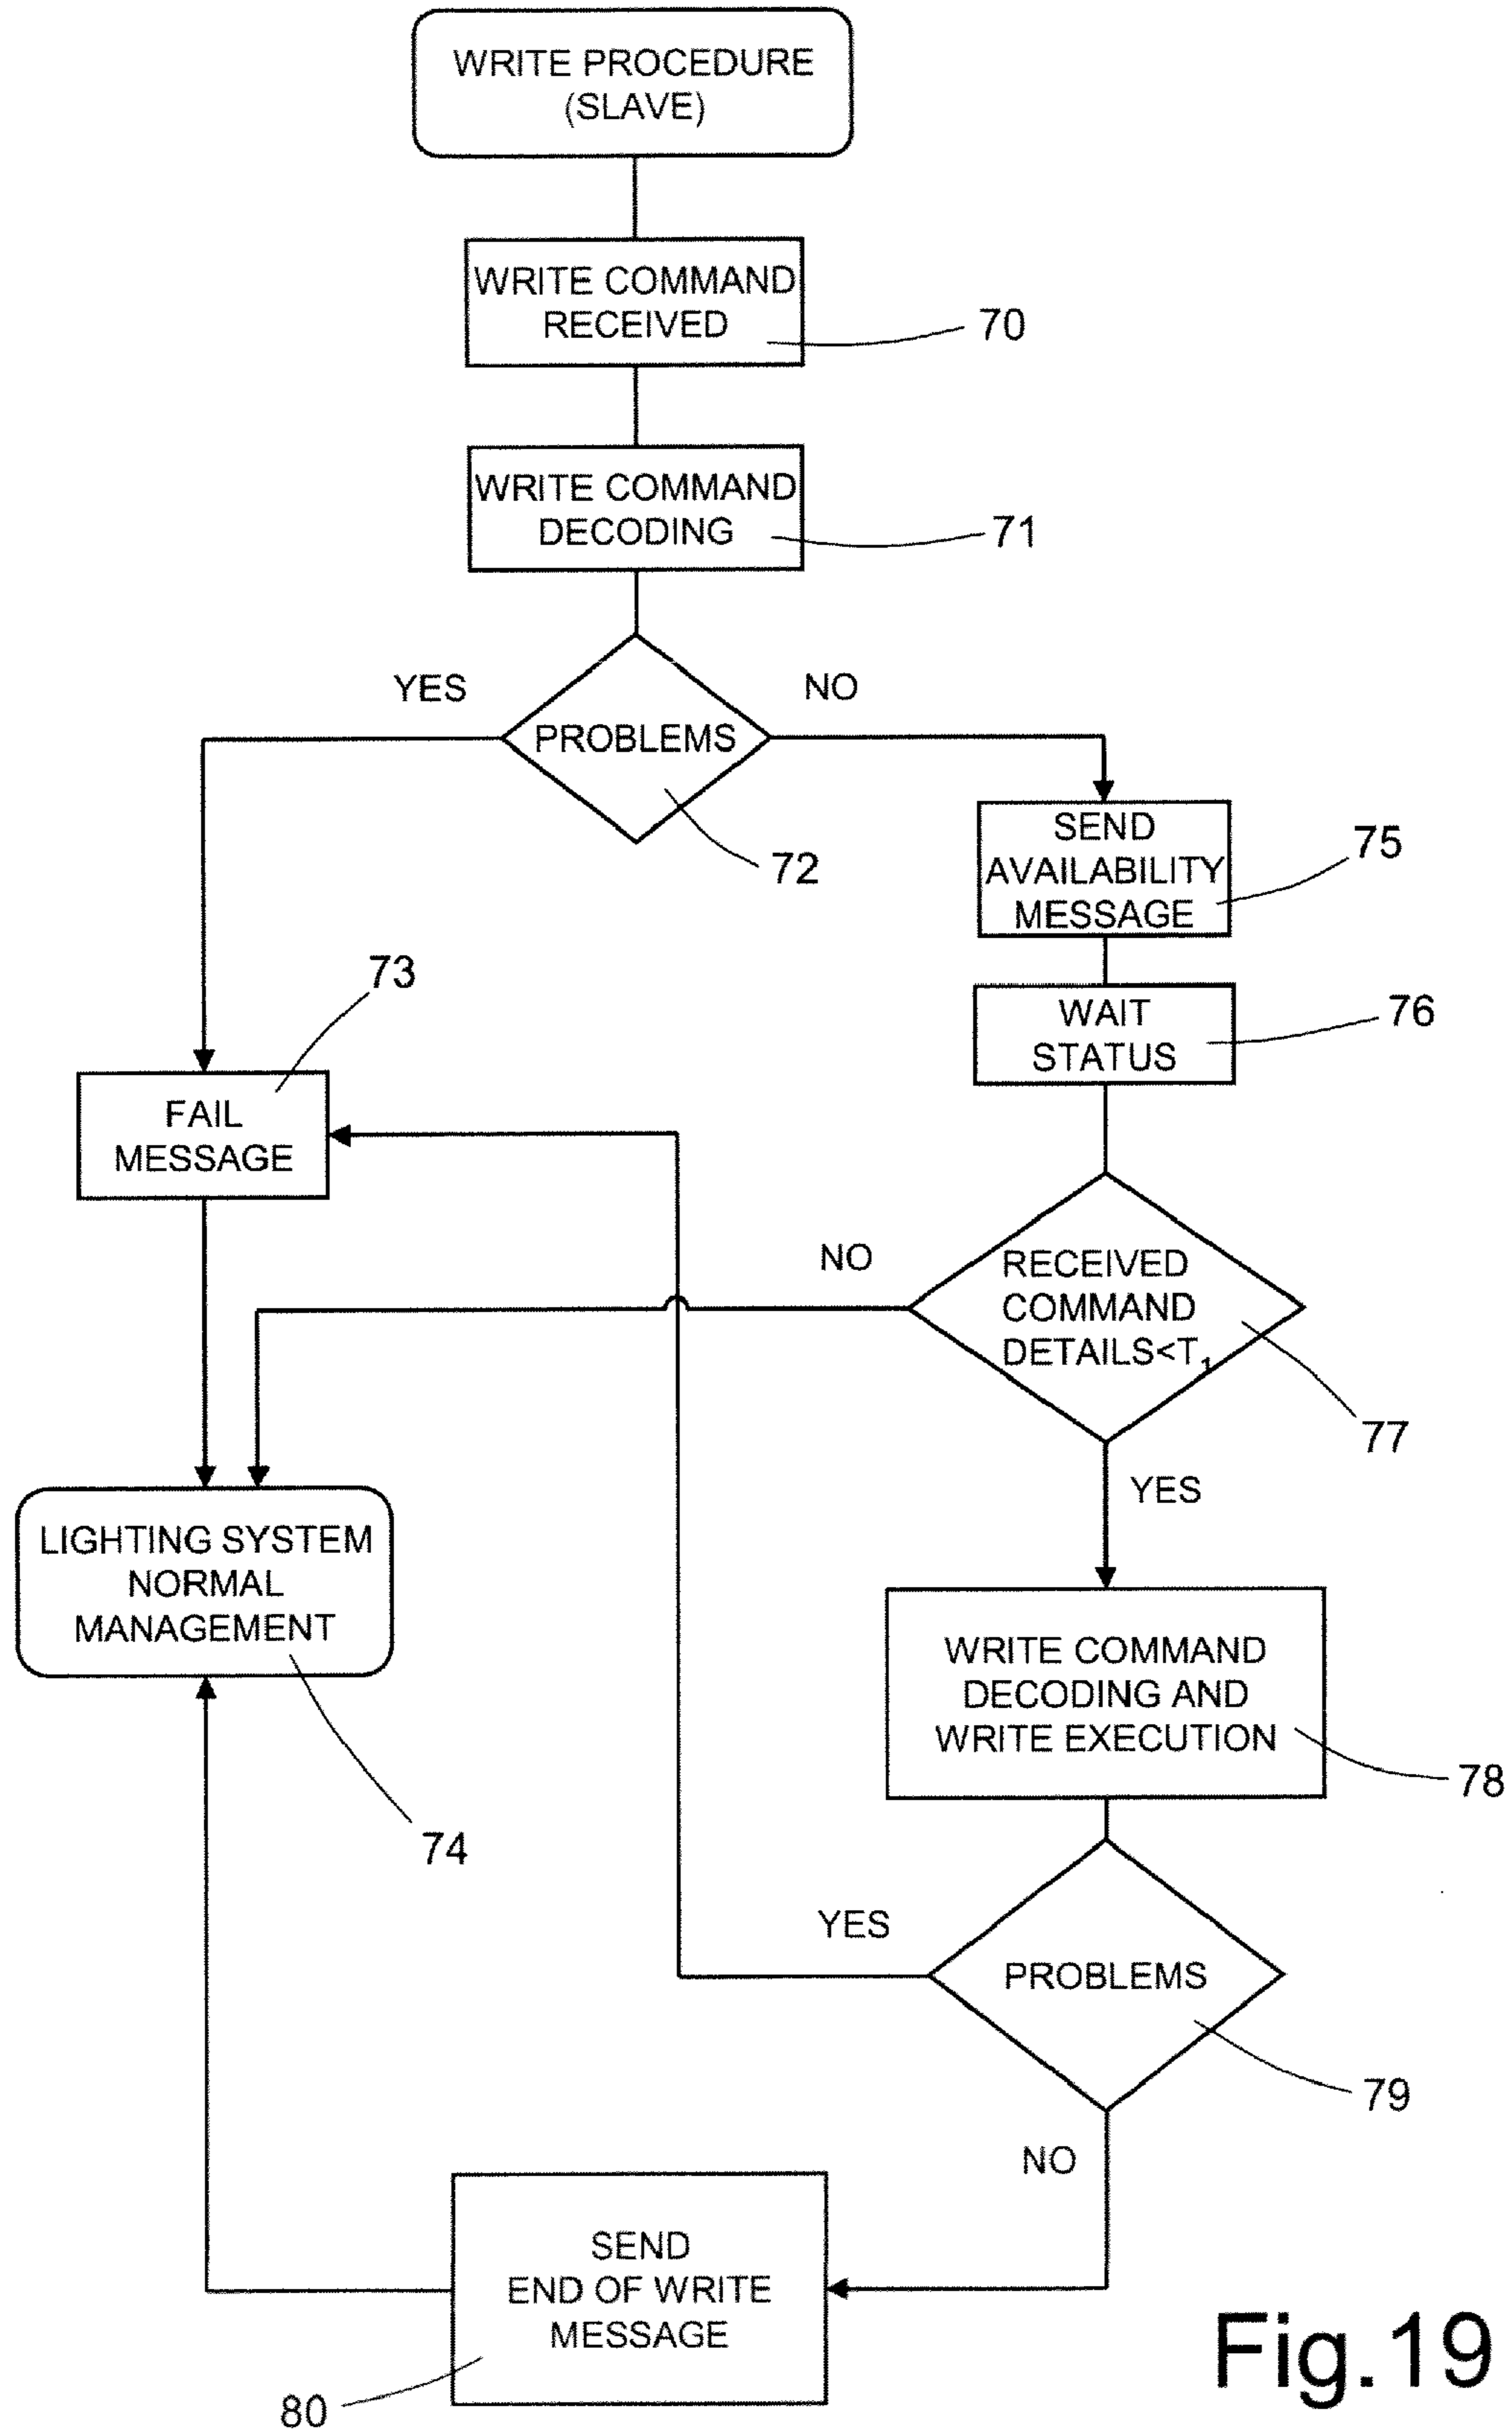 WRITE PROCEDURE
(SLAVE)
WRITE COMMAND
RECEIVED
70
WRITE COMMAND
DECODING
71
YES
NO
PROBLEMS
72
SEND
AVAILABILITY
MESSAGE
75
73
WAIT
STATUS
76
FAIL
MESSAGE
NO
RECEIVED
COMMAND
DETAILS<T₁
77
YES
LIGHTING SYSTEM
NORMAL
MANAGEMENT
74
WRITE COMMAND
DECODING AND
WRITE EXECUTION
78
YES
PROBLEMS
79
NO
SEND
END OF WRITE
MESSAGE
80
Fig.19